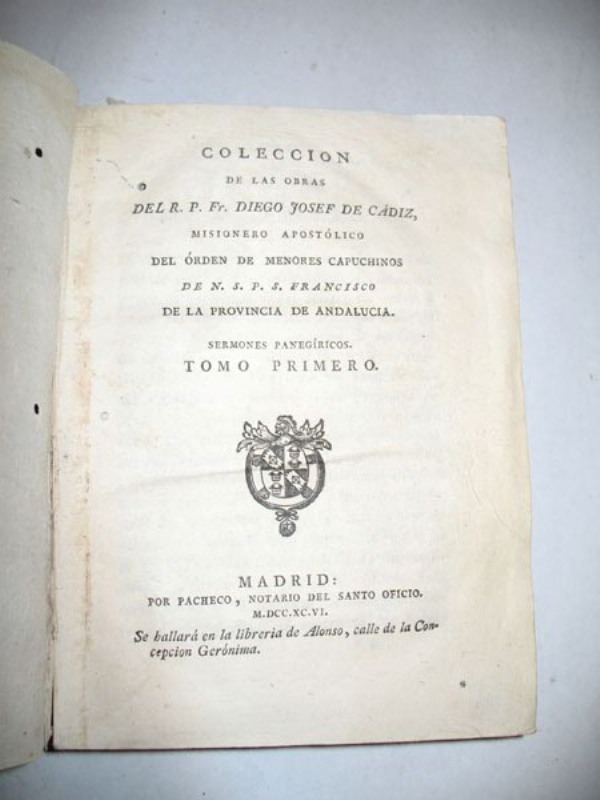 COLECCION
DE LAS OBRAS
DEL R. P. Fr. DIEGO JOSEF DE CÁDIZ,
MISIONERO APOSTÓLICO
DEL ÓRDEN DE MENORES CAPUCHINOS
DE N. S. P. S. FRANCISCO
DE LA PROVINCIA DE ANDALUCIA.
SERMONES PANEGÍRICOS.
TOMO PRIMERO.
MADRID:
POR PACHECO, NOTARIO DEL SANTO OFICIO.
M.DCC.XC.VI.
Se hallará en la libreria de Alonso, calle de la Con-
cepcion Gerónima.